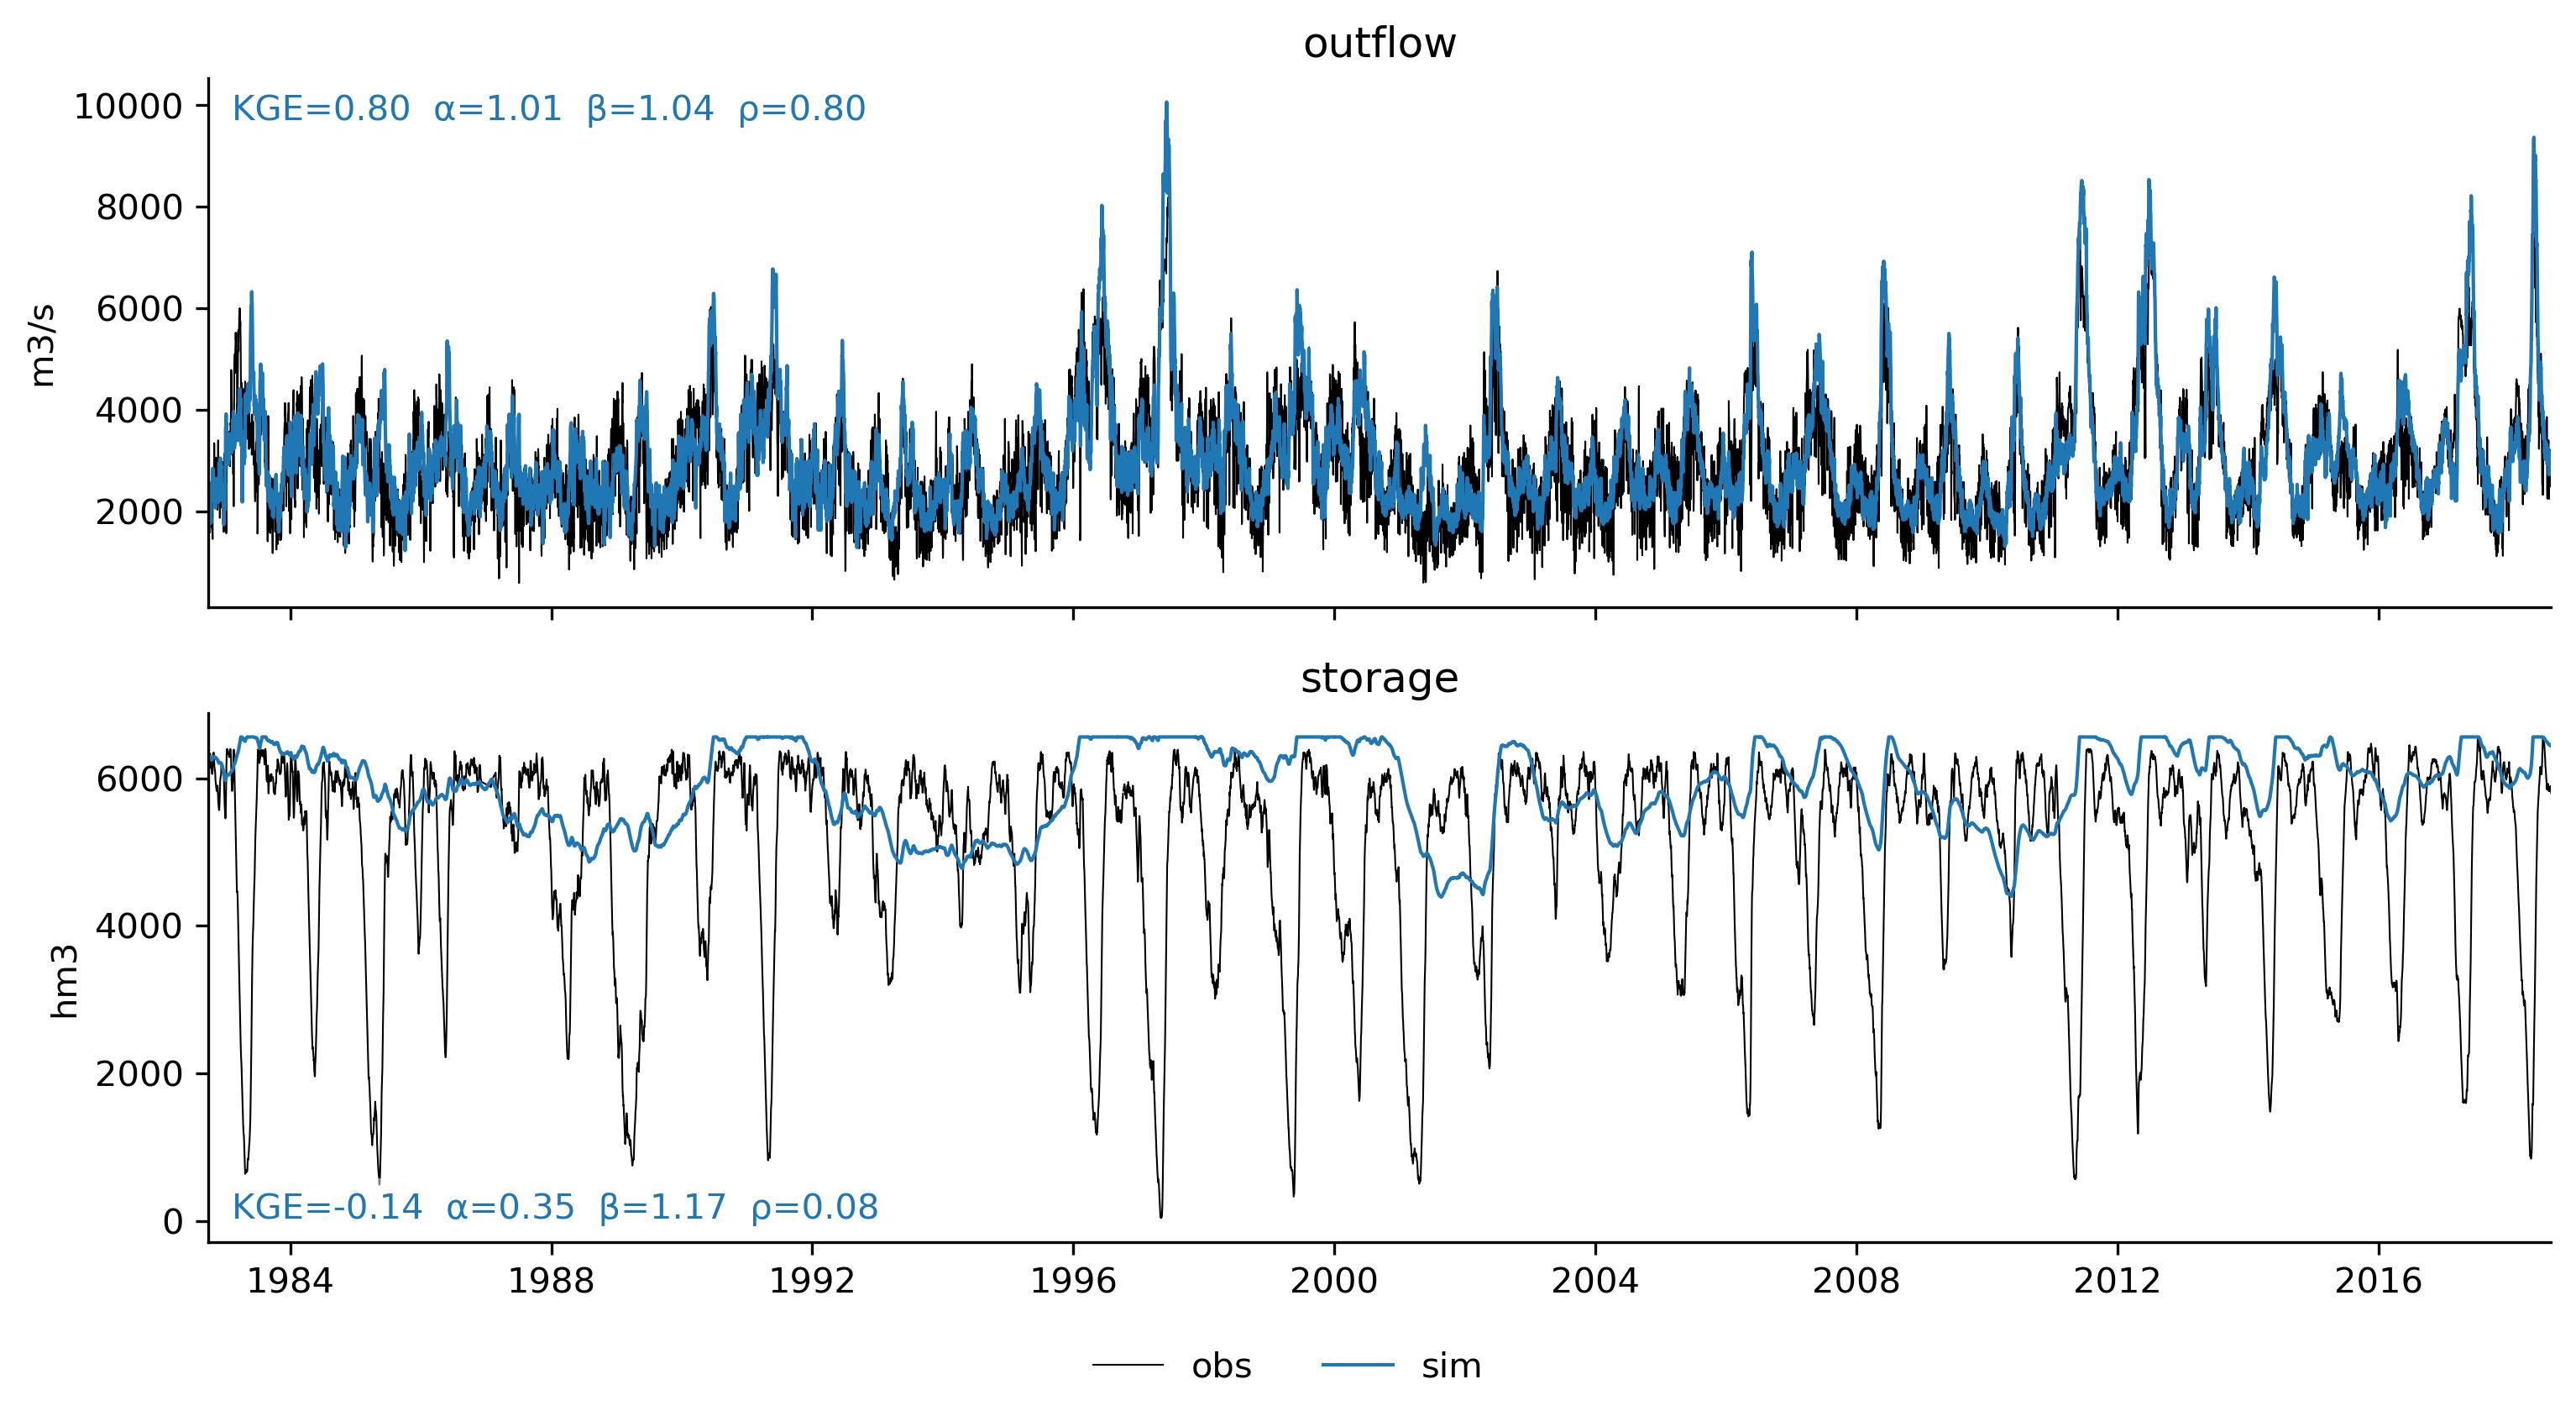 outflow
10000
KGE=0.80 α=1.01 β=1.04 ρ=0.80
8000
6000
m3/s
4000
2000
storage
6000
4000
hm3
2000
KGE=-0.14 α=0.35 β=1.17 ρ=0.08
0
1984 1988 1992 1996 2000 2004 2008 2012 2016
obs sim